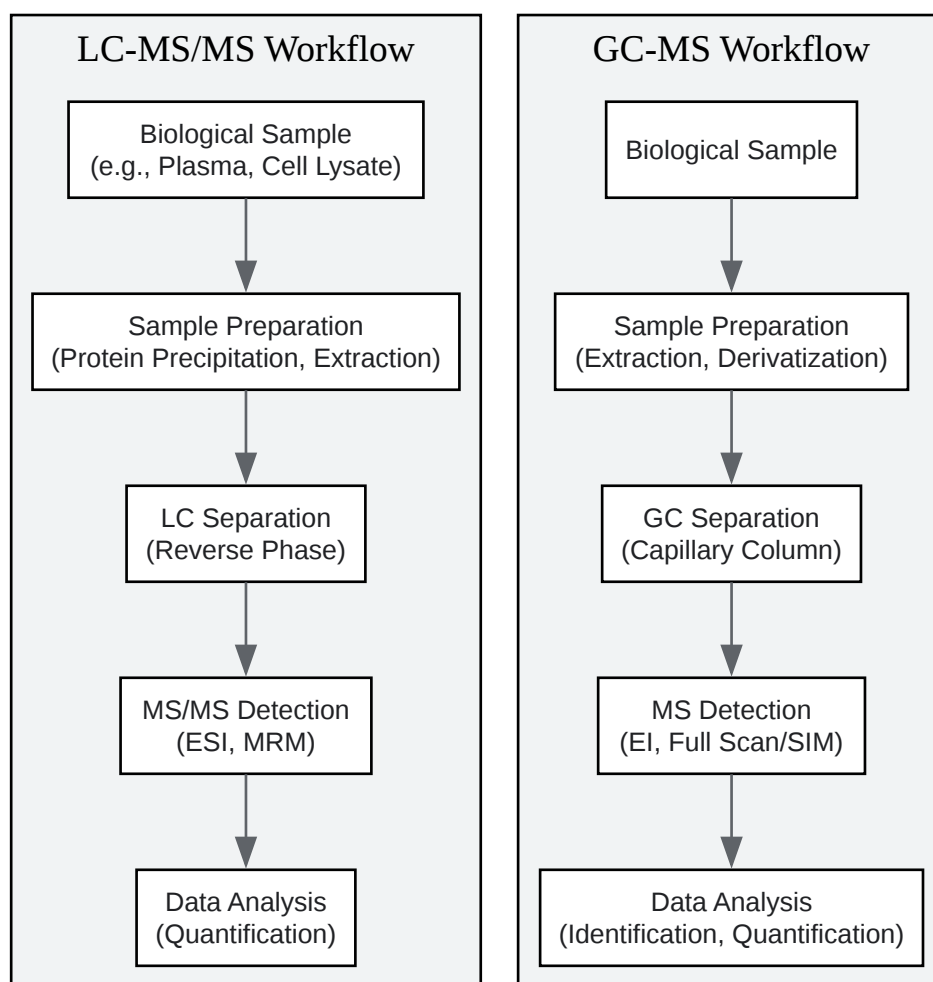 LC-MS/MS Workflow
Biological Sample
(e.g., Plasma, Cell Lysate)
Sample Preparation
(Protein Precipitation, Extraction)
LC Separation
(Reverse Phase)
MS/MS Detection
(ESI, MRM)
Data Analysis
(Quantification)
GC-MS Workflow
Biological Sample
Sample Preparation
(Extraction, Derivatization)
GC Separation
(Capillary Column)
MS Detection
(EI, Full Scan/SIM)
Data Analysis
(Identification, Quantification)